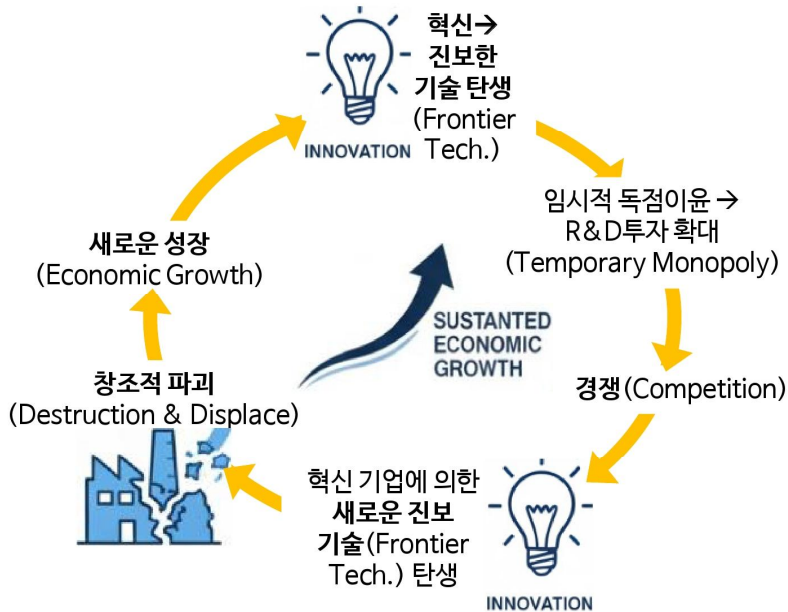 혁신→
진보한
기술 탄생
(Frontier
Tech.)
INNOVATION
임시적 독점이윤 →
R&D투자 확대
(Temporary Monopoly)
경쟁(Competition)
INNOVATION
혁신 기업에 의한
새로운 진보
기술(Frontier
Tech.) 탄생
창조적 파괴
(Destruction & Displace)
새로운 성장
(Economic Growth)
SUSTANTED
ECONOMIC
GROWTH